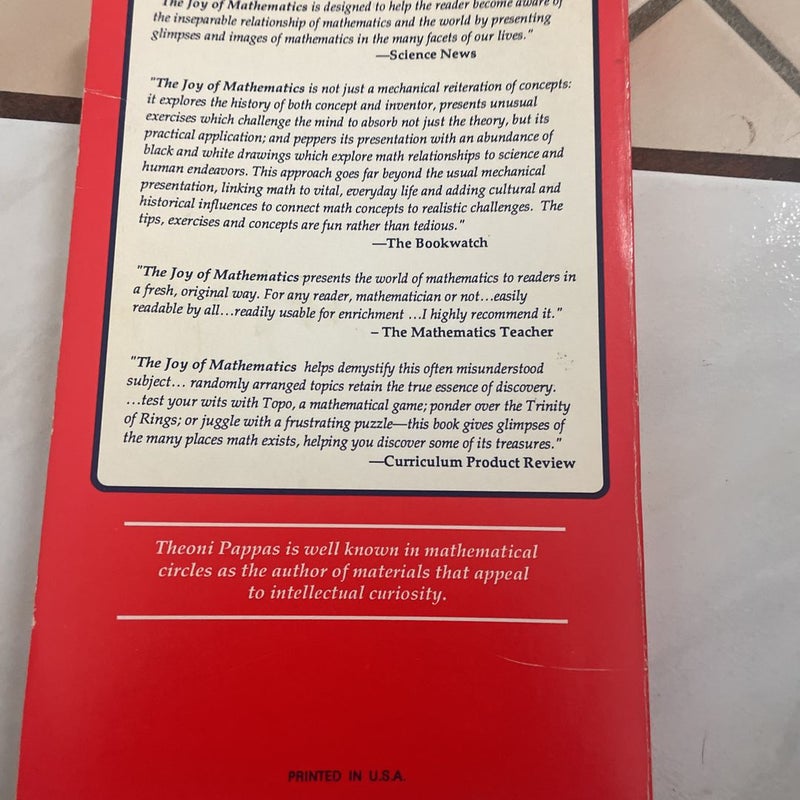 The Joy of Mathematics is designed to help the reader become aware of
the inseparable relationship of mathematics and the world by presenting
glimpses and images of mathematics in the many facets of our lives."
—Science News
"The Joy of Mathematics is not just a mechanical reiteration of concepts:
it explores the history of both concept and inventor, presents unusual
exercises which challenge the mind to absorb not just the theory, but its
practical application; and peppers its presentation with an abundance of
black and white drawings which explore math relationships to science and
human endeavors. This approach goes far beyond the usual mechanical
presentation, linking math to vital, everyday life and adding cultural and
historical influences to connect math concepts to realistic challenges. The
tips, exercises and concepts are fun rather than tedious."
—The Bookwatch
"The Joy of Mathematics presents the world of mathematics to readers in
a fresh, original way. For any reader, mathematician or not...easily
readable by all...readily usable for enrichment ...I highly recommend it."
– The Mathematics Teacher
"The Joy of Mathematics helps demystify this often misunderstood
subject... randomly arranged topics retain the true essence of discovery.
...test your wits with Topo, a mathematical game; ponder over the Trinity
of Rings; or juggle with a frustrating puzzle—this book gives glimpses of
the many places math exists, helping you discover some of its treasures."
—Curriculum Product Review
Theoni Pappas is well known in mathematical
circles as the author of materials that appeal
to intellectual curiosity.
PRINTED IN U.S.A.